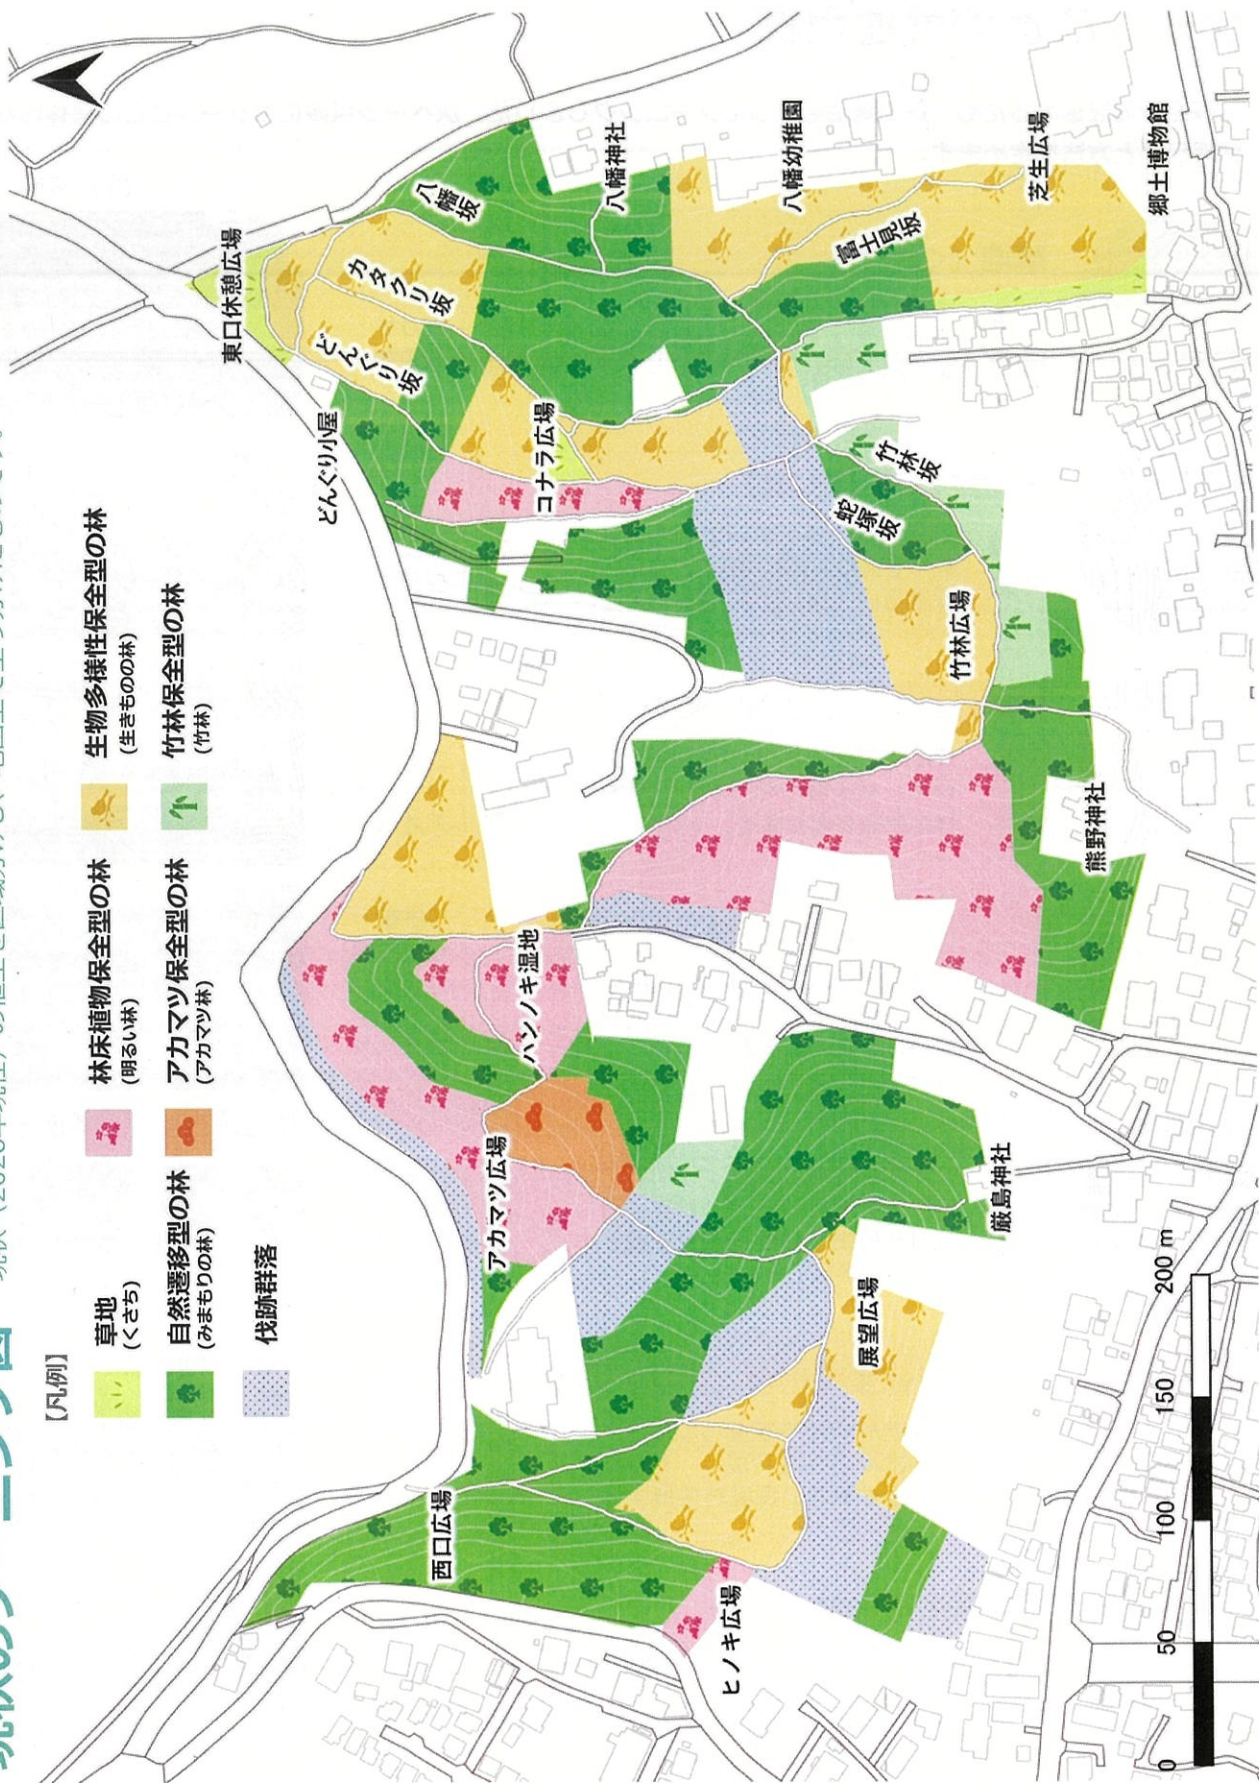 【凡例】
草地
(くさち)
林床植物保全型の林
(明るい林)
生物多様性保全型の林
(生きものの林)
自然遷移型の林
(みまもりの林)
アカマツ保全型の林
(アカマツ林)
竹林保全型の林
(竹林)
伐跡群落
東口休憩広場
八幡坂
カタクリ坂
どんぐり坂
どんぐり小屋
八幡神社
八幡幼稚園
富士見坂
芝生広場
郷土博物館
コナラ広場
竹林坂
蛇塚坂
竹林広場
熊野神社
ハンノキ湿地
アカマツ広場
厳島神社
展望広場
西口広場
ヒノキ広場
0 50 100 150 200 m